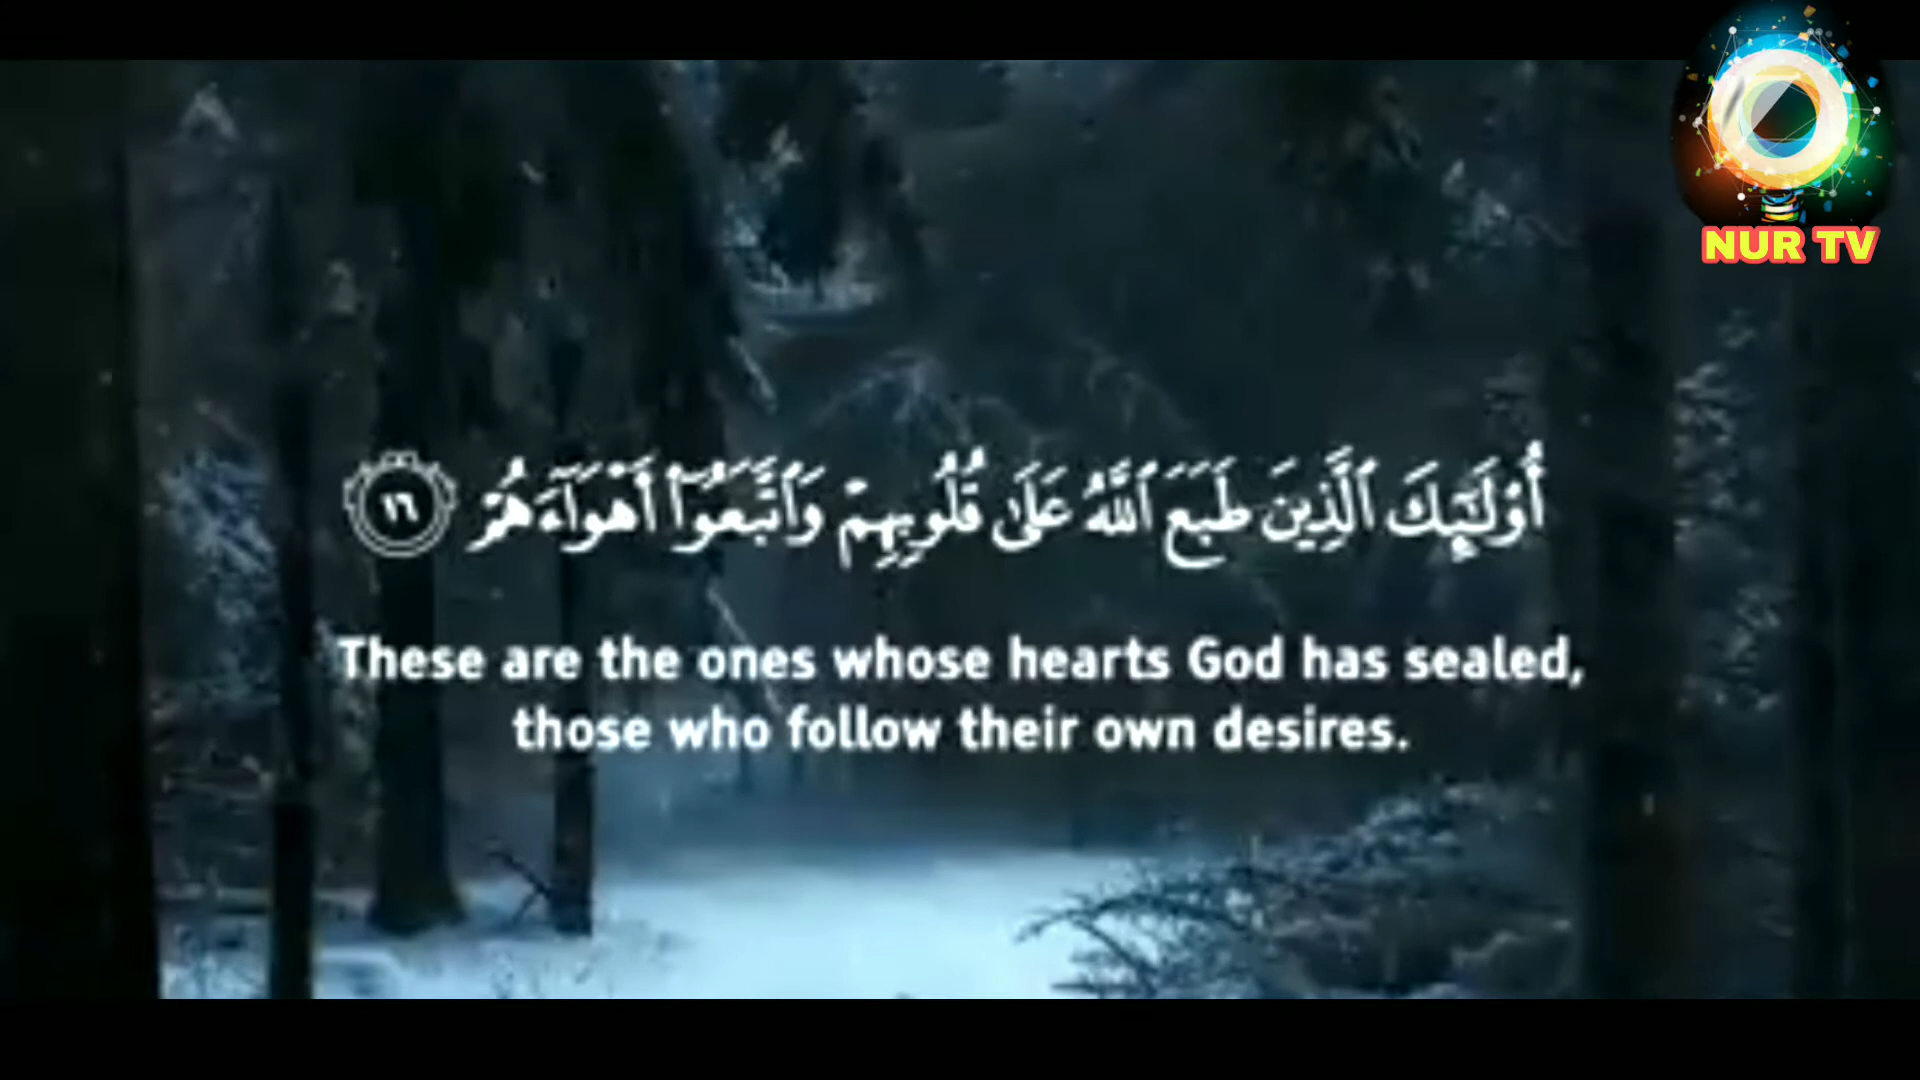 NUR TV
أُو۟لَـٰٓئِكَ ٱلَّذِينَ طَبَعَ ٱللَّهُ عَلَىٰ قُلُوبِهِمْ وَٱتَّبَعُوٓا۟ أَهْوَآءَهُمْ ١٦
These are the ones whose hearts God has sealed,
those who follow their own desires.